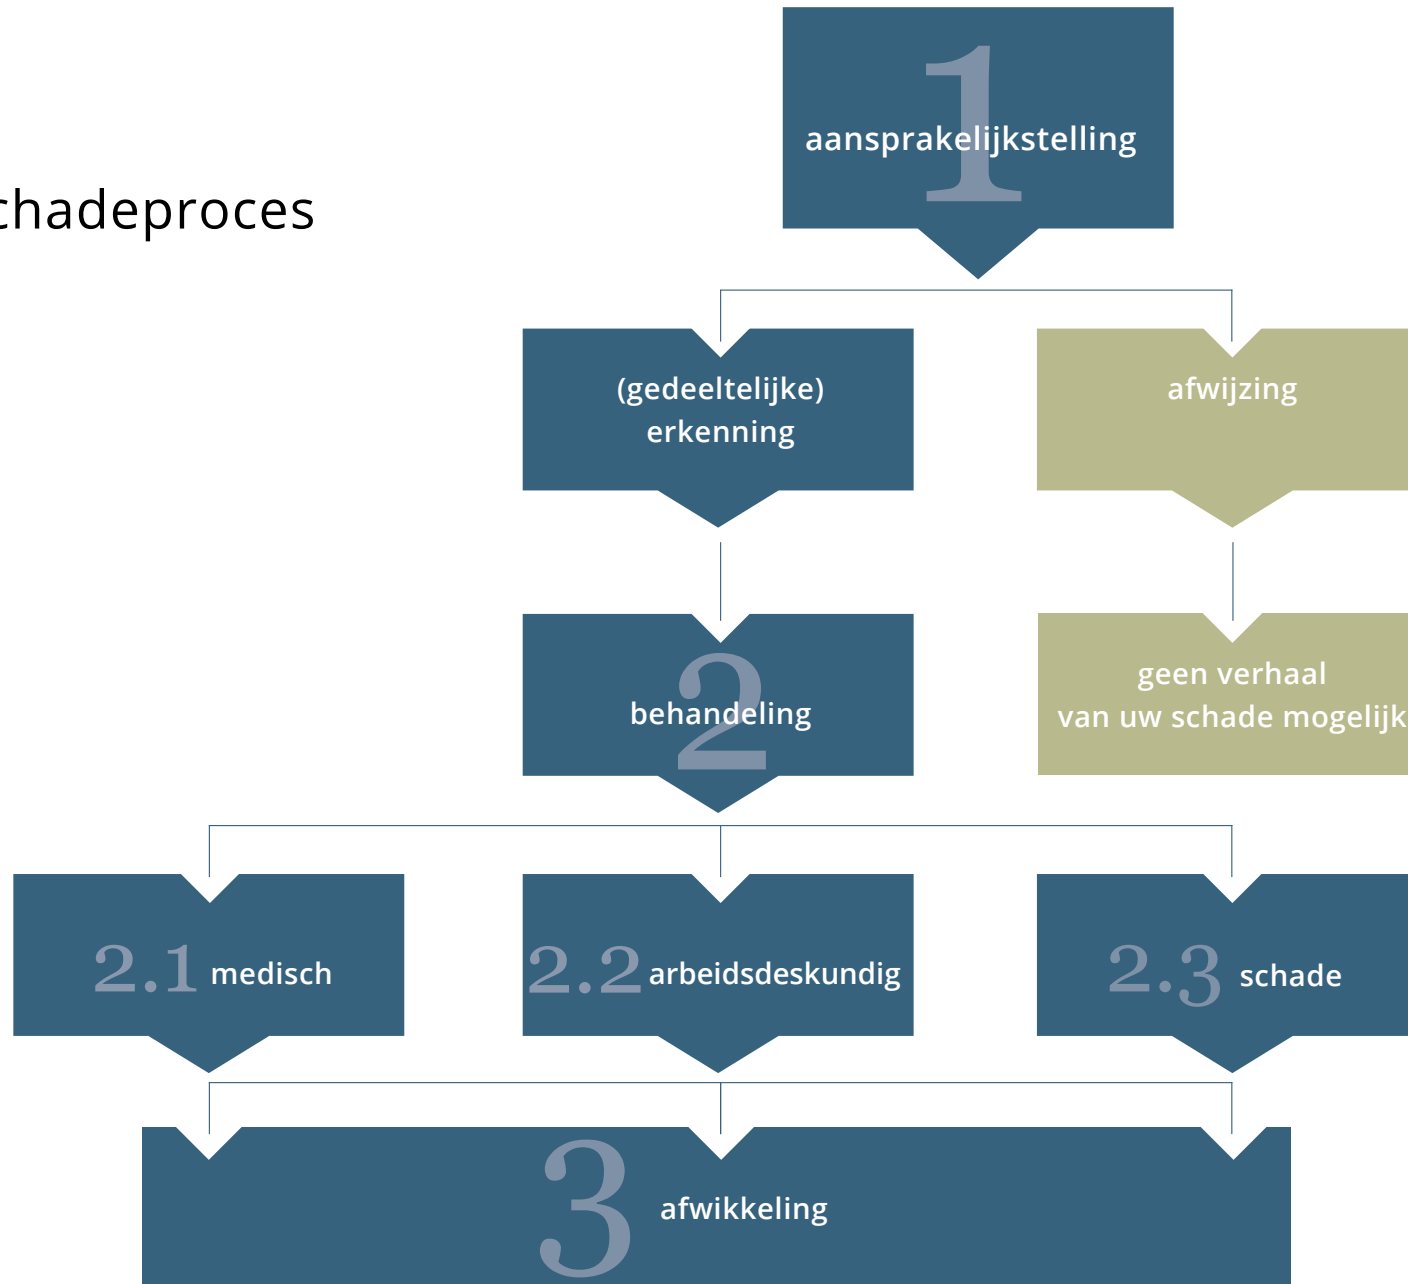 1
aansprakelijkstelling
chadeproces
(gedeeltelijke)
erkenning
afwijzing
2
behandeling
geen verhaal
van uw schade mogelijk
2.1 medisch
2.2 arbeidsdeskundig
2.3 schade
3 afwikkeling